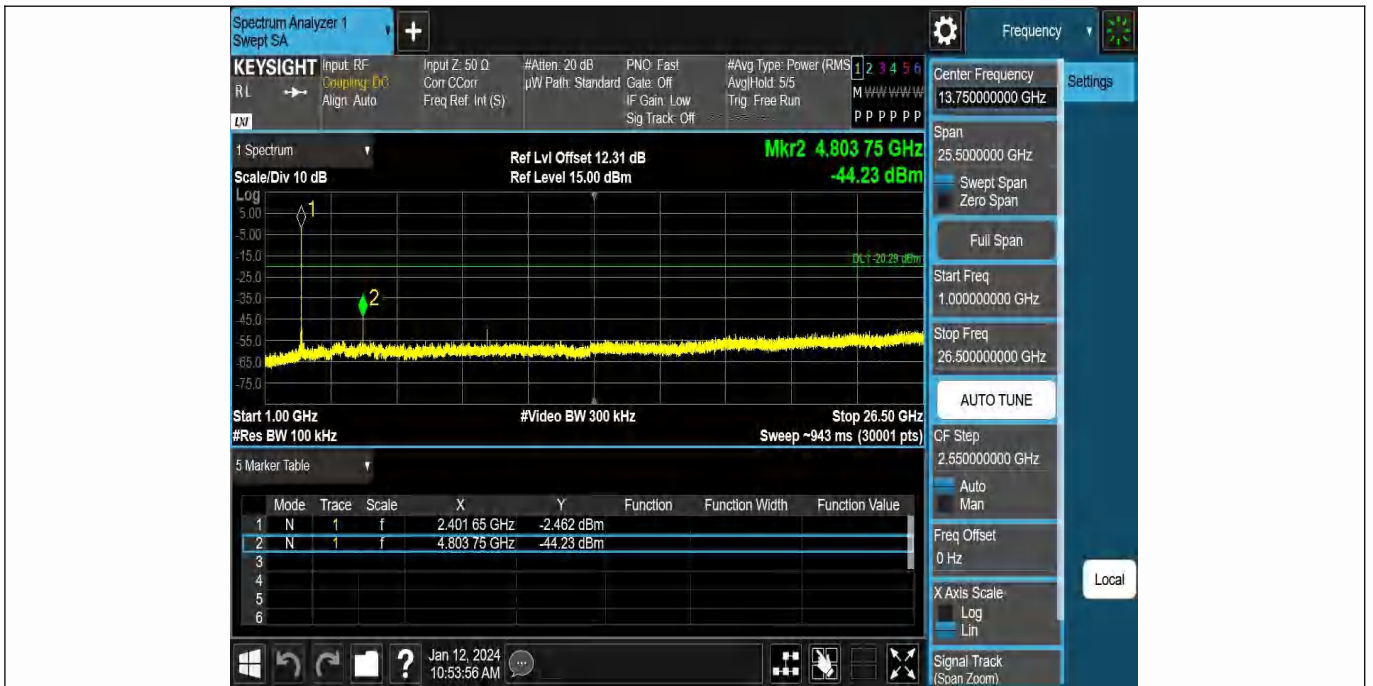 Spectrum Analyzer 1
Swept SA
+
Frequency
KEYSIGHT
RL
LXI
Input: RF
Coupling: DC
Align: Auto
Input Z: 50 Ω
Corr CCorr
Freq Ref: Int (S)
#Atten: 20 dB
µW Path: Standard
PNO: Fast
Gate: Off
IF Gain: Low
Sig Track: Off
#Avg Type: Power (RMS
Avg|Hold: 5/5
Trig: Free Run
1 2 3 4 5 6
M W W W W W
P P P P P P
1 Spectrum
Scale/Div 10 dB
Ref Lvl Offset 12.31 dB
Ref Level 15.00 dBm
Mkr2 4.803 75 GHz
-44.23 dBm
Log
5.00
-5.00
-15.0
-25.0
-35.0
-45.0
-55.0
-65.0
-75.0
1
2
DL1 -20.29 dBm
Start 1.00 GHz
#Video BW 300 kHz
Stop 26.50 GHz
#Res BW 100 kHz
Sweep ~943 ms (30001 pts)
5 Marker Table
Mode Trace Scale X Y Function Function Width Function Value
1 N 1 f 2.401 65 GHz -2.462 dBm
2 N 1 f 4.803 75 GHz -44.23 dBm
3
4
5
6
Jan 12, 2024
10:53:56 AM
Center Frequency
13.750000000 GHz
Settings
Span
25.5000000 GHz
Swept Span
Zero Span
Full Span
Start Freq
1.000000000 GHz
Stop Freq
26.500000000 GHz
AUTO TUNE
CF Step
2.550000000 GHz
Auto
Man
Freq Offset
0 Hz
X Axis Scale
Log
Lin
Signal Track
(Span Zoom)
Local